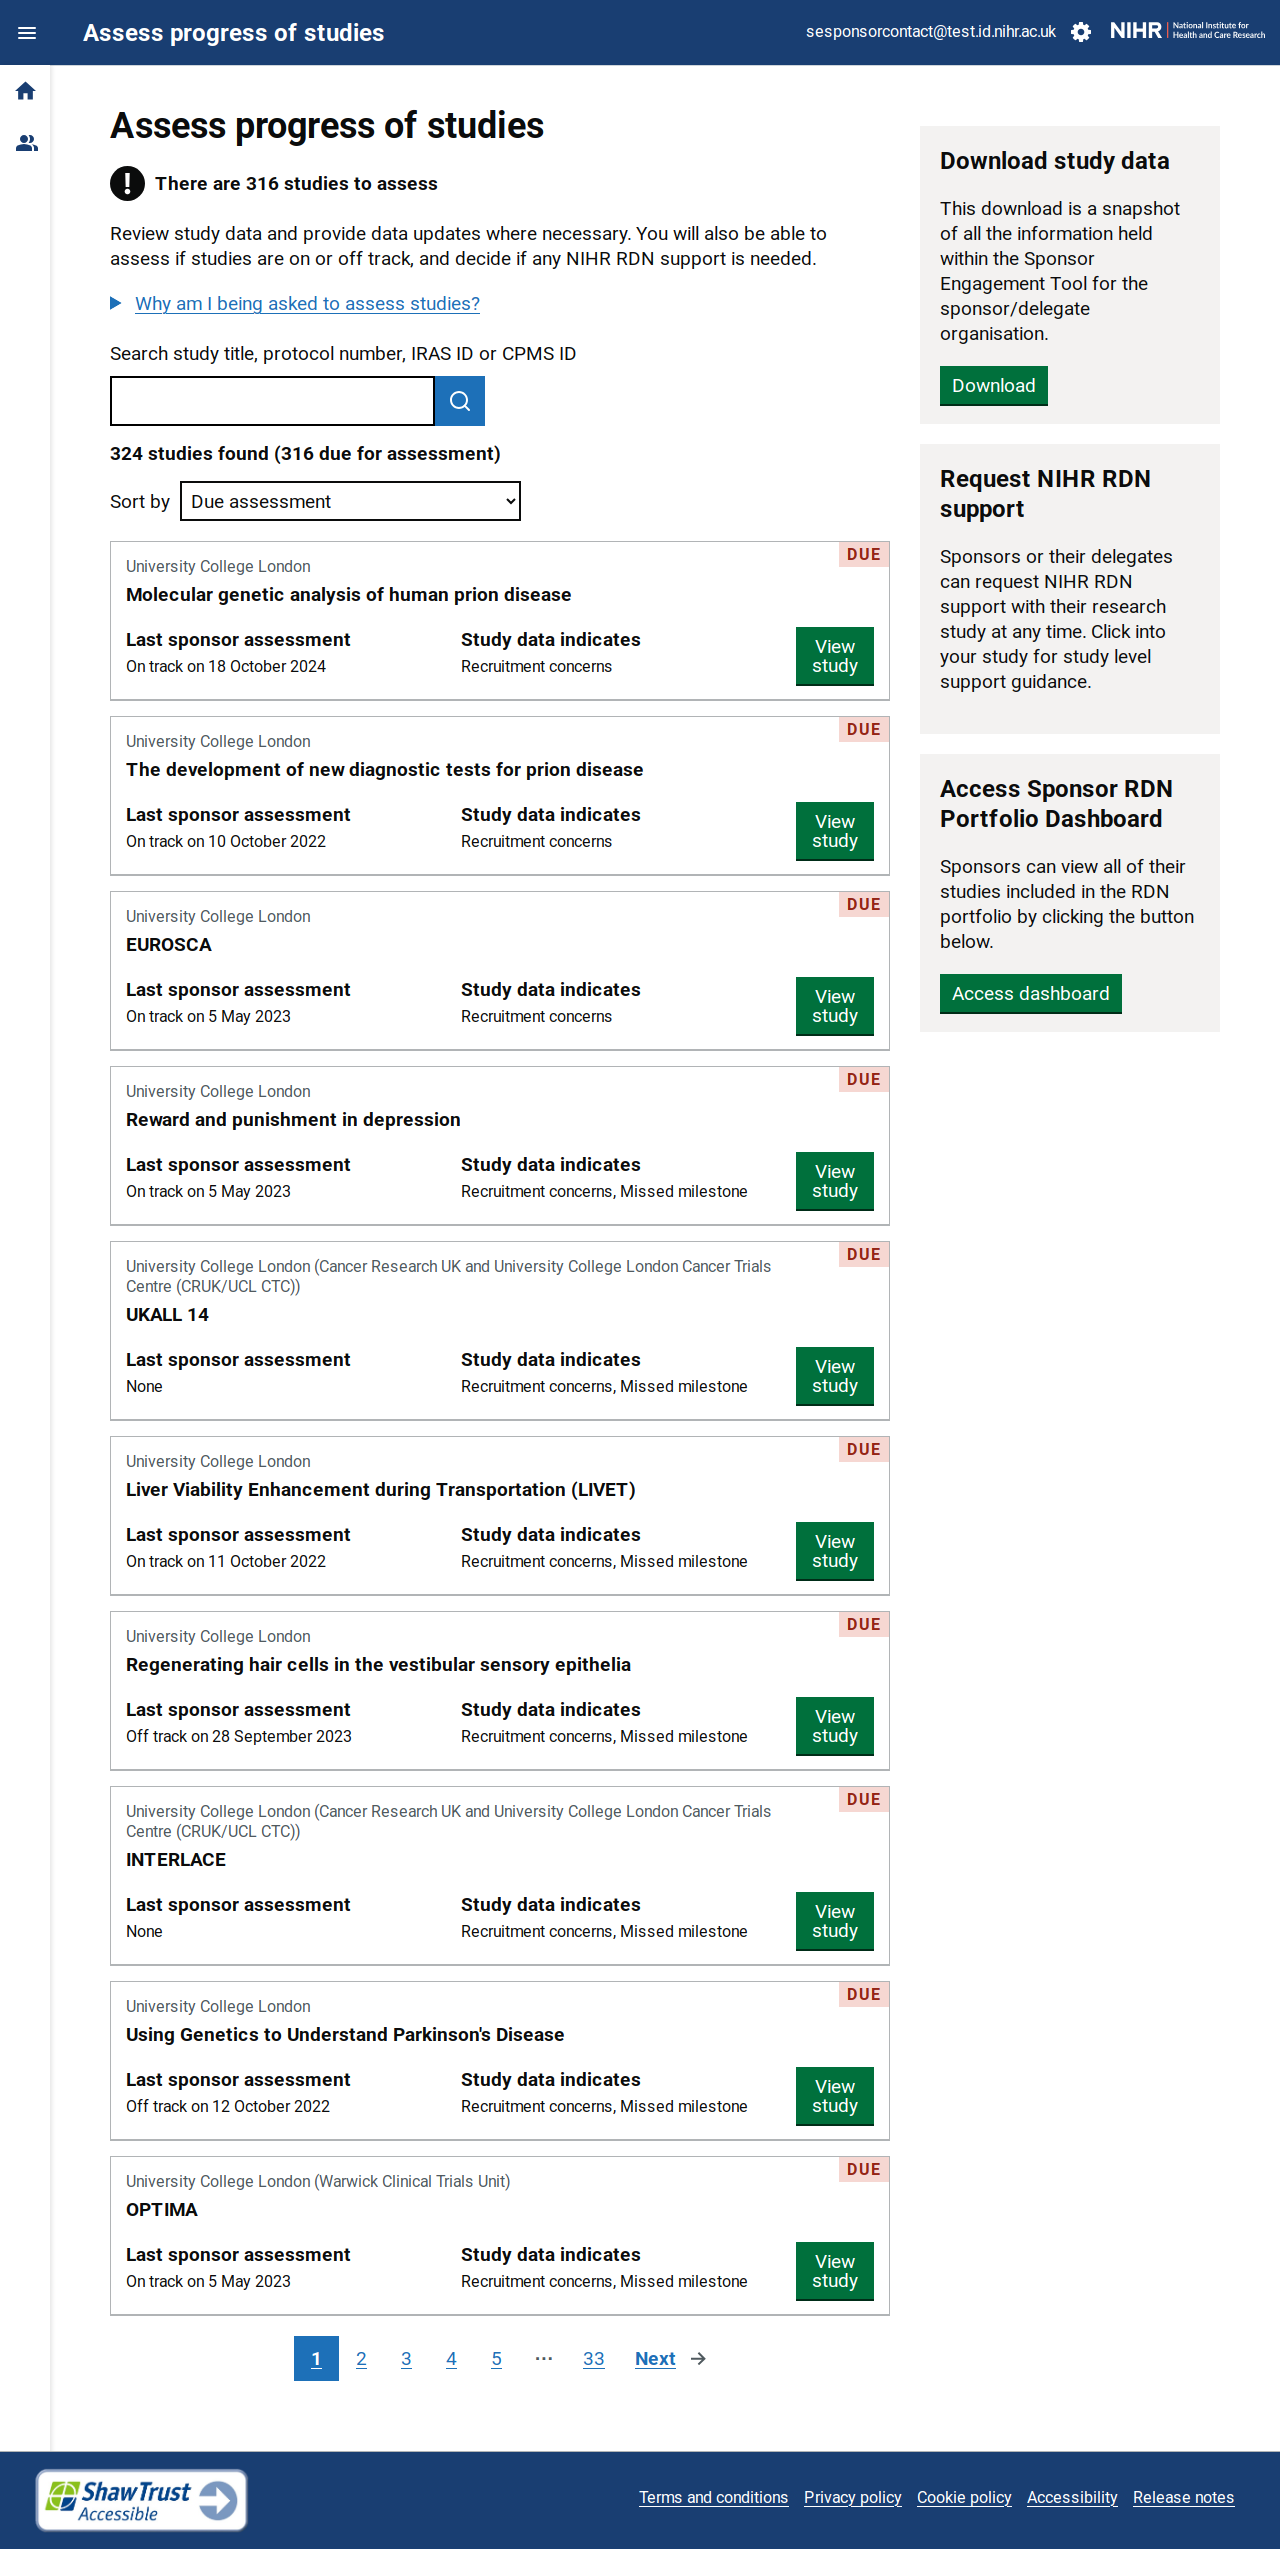 Assess progress of studies
sesponsorcontact@test.id.nihr.ac.uk
NIHR
National Institute for
Health and Care Research
Assess progress of studies
There are 316 studies to assess
Review study data and provide data updates where necessary. You will also be able to
assess if studies are on or off track, and decide if any NIHR RDN support is needed.
Why am I being asked to assess studies?
Search study title, protocol number, IRAS ID or CPMS ID
324 studies found (316 due for assessment)
Sort by
Due assessment
DUE
University College London
Molecular genetic analysis of human prion disease
Last sponsor assessment
On track on 18 October 2024
Study data indicates
Recruitment concerns
View
study
DUE
University College London
The development of new diagnostic tests for prion disease
Last sponsor assessment
On track on 10 October 2022
Study data indicates
Recruitment concerns
View
study
DUE
University College London
EUROSCA
Last sponsor assessment
On track on 5 May 2023
Study data indicates
Recruitment concerns
View
study
DUE
University College London
Reward and punishment in depression
Last sponsor assessment
On track on 5 May 2023
Study data indicates
Recruitment concerns, Missed milestone
View
study
DUE
University College London (Cancer Research UK and University College London Cancer Trials
Centre (CRUK/UCL CTC))
UKALL 14
Last sponsor assessment
None
Study data indicates
Recruitment concerns, Missed milestone
View
study
DUE
University College London
Liver Viability Enhancement during Transportation (LIVET)
Last sponsor assessment
On track on 11 October 2022
Study data indicates
Recruitment concerns, Missed milestone
View
study
DUE
University College London
Regenerating hair cells in the vestibular sensory epithelia
Last sponsor assessment
Off track on 28 September 2023
Study data indicates
Recruitment concerns, Missed milestone
View
study
DUE
University College London (Cancer Research UK and University College London Cancer Trials
Centre (CRUK/UCL CTC))
INTERLACE
Last sponsor assessment
None
Study data indicates
Recruitment concerns, Missed milestone
View
study
DUE
University College London
Using Genetics to Understand Parkinson's Disease
Last sponsor assessment
Off track on 12 October 2022
Study data indicates
Recruitment concerns, Missed milestone
View
study
DUE
University College London (Warwick Clinical Trials Unit)
OPTIMA
Last sponsor assessment
On track on 5 May 2023
Study data indicates
Recruitment concerns, Missed milestone
View
study
1 2 3 4 5 ... 33 Next
Download study data
This download is a snapshot
of all the information held
within the Sponsor
Engagement Tool for the
sponsor/delegate
organisation.
Download
Request NIHR RDN
support
Sponsors or their delegates
can request NIHR RDN
support with their research
study at any time. Click into
your study for study level
support guidance.
Access Sponsor RDN
Portfolio Dashboard
Sponsors can view all of their
studies included in the RDN
portfolio by clicking the button
below.
Access dashboard
ShawTrust
Accessible
Terms and conditions Privacy policy Cookie policy Accessibility Release notes